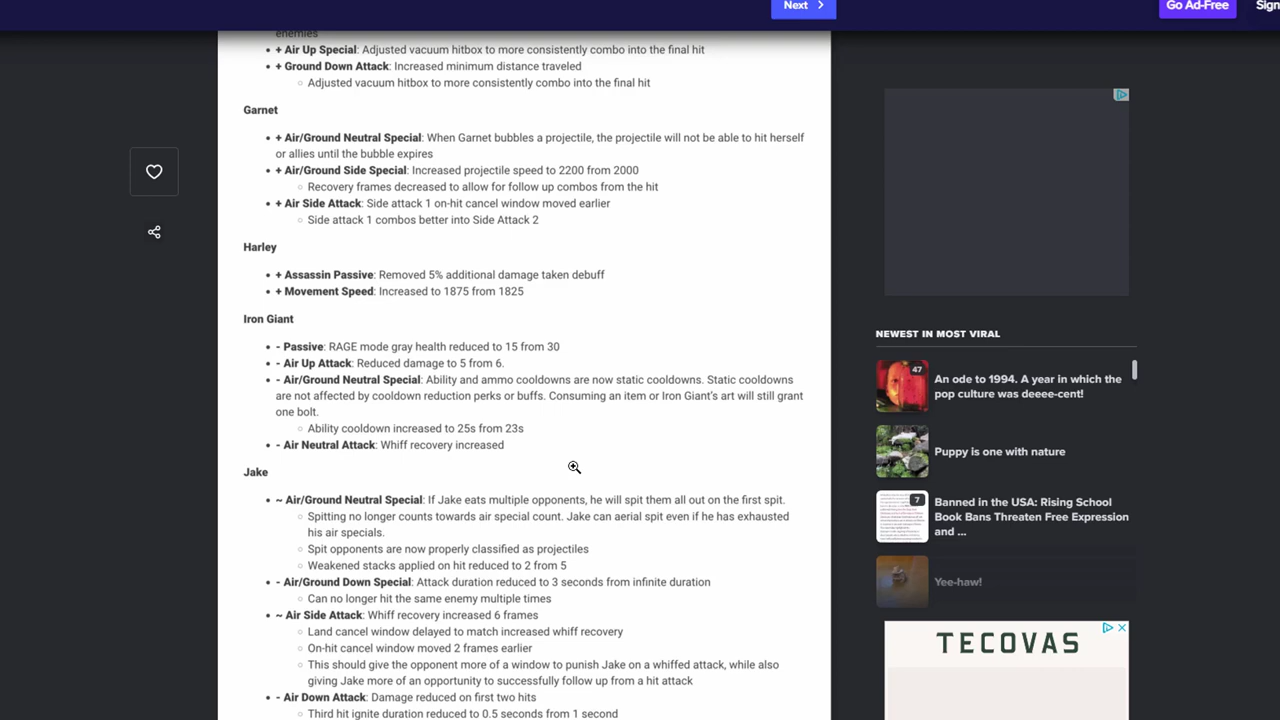 Next
Go Ad-Free
Sign
enemies
+ Air Up Special: Adjusted vacuum hitbox to more consistently combo into the final hit
+ Ground Down Attack: Increased minimum distance traveled
Adjusted vacuum hitbox to more consistently combo into the final hit
Garnet
+ Air/Ground Neutral Special: When Garnet bubbles a projectile, the projectile will not be able to hit herself
or allies until the bubble expires
+ Air/Ground Side Special: Increased projectile speed to 2200 from 2000
Recovery frames decreased to allow for follow up combos from the hit
+ Air Side Attack: Side attack 1 on-hit cancel window moved earlier
Side attack 1 combos better into Side Attack 2
Harley
+ Assassin Passive: Removed 5% additional damage taken debuff
+ Movement Speed: Increased to 1875 from 1825
Iron Giant
- Passive: RAGE mode gray health reduced to 15 from 30
- Air Up Attack: Reduced damage to 5 from 6.
- Air/Ground Neutral Special: Ability and ammo cooldowns are now static cooldowns. Static cooldowns
are not affected by cooldown reduction perks or buffs. Consuming an item or Iron Giant's art will still grant
one bolt.
Ability cooldown increased to 25s from 23s
- Air Neutral Attack: Whiff recovery increased
Jake
~ Air/Ground Neutral Special: If Jake eats multiple opponents, he will spit them all out on the first spit.
Spitting no longer counts towards air special count. Jake can aerial spit even if he has exhausted
his air specials.
Spit opponents are now properly classified as projectiles
Weakened stacks applied on hit reduced to 2 from 5
- Air/Ground Down Special: Attack duration reduced to 3 seconds from infinite duration
Can no longer hit the same enemy multiple times
~ Air Side Attack: Whiff recovery increased 6 frames
Land cancel window delayed to match increased whiff recovery
On-hit cancel window moved 2 frames earlier
This should give the opponent more of a window to punish Jake on a whiffed attack, while also
giving Jake more of an opportunity to successfully follow up from a hit attack
- Air Down Attack: Damage reduced on first two hits
Third hit ignite duration reduced to 0.5 seconds from 1 second
NEWEST IN MOST VIRAL
47
An ode to 1994. A year in which the
pop culture was deeee-cent!
Puppy is one with nature
7
Banned in the USA: Rising School
Book Bans Threaten Free Expression
and ...
Yee-haw!
TECOVAS